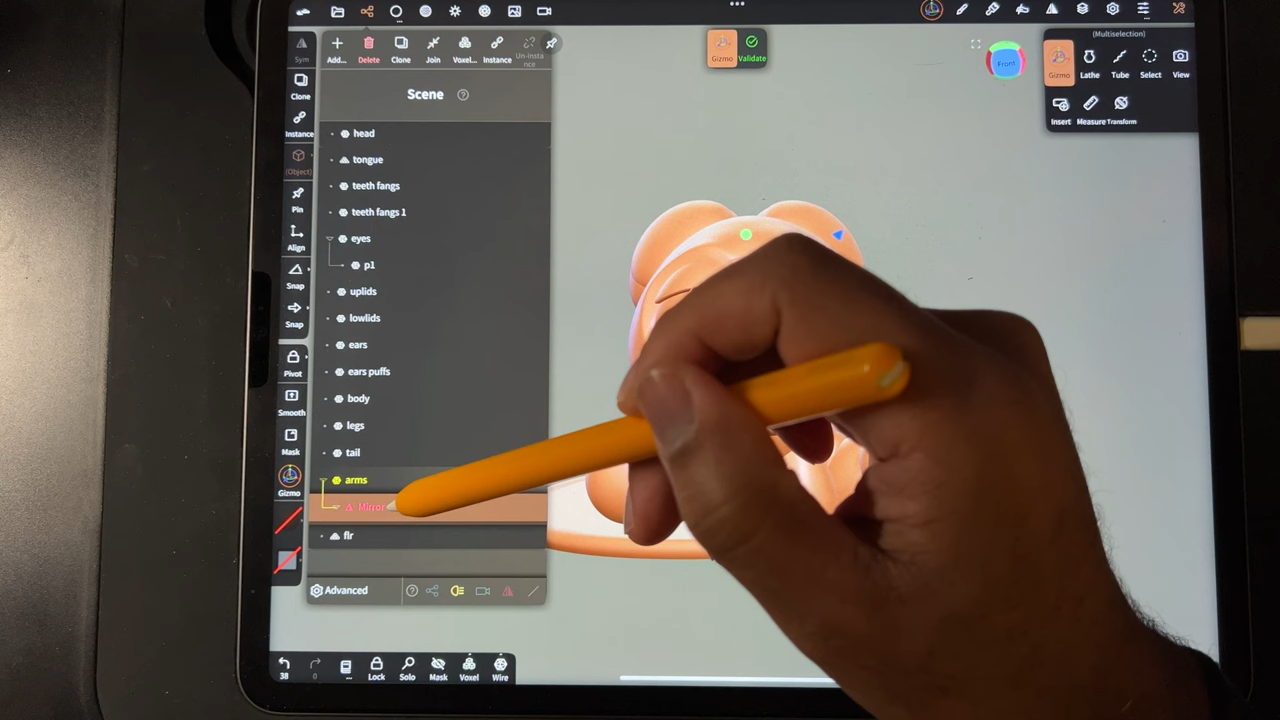 Sym
Clone
Instance
(Object)
Pin
Align
Snap
Snap
Pivot
Smooth
Mask
Gizmo
Add...
Delete
Clone
Join
Voxel...
Instance
Un-Insta
nce
Scene
head
tongue
teeth fangs
teeth fangs 1
eyes
p1
uplids
lowlids
ears
ears puffs
body
legs
tail
arms
Mirror
flr
Advanced
38
0
Lock
Solo
Mask
Voxel
Wire
Gizmo
Validate
Front
(Multiselection)
Gizmo
Lathe
Tube
Select
View
Insert
Measure
Transform